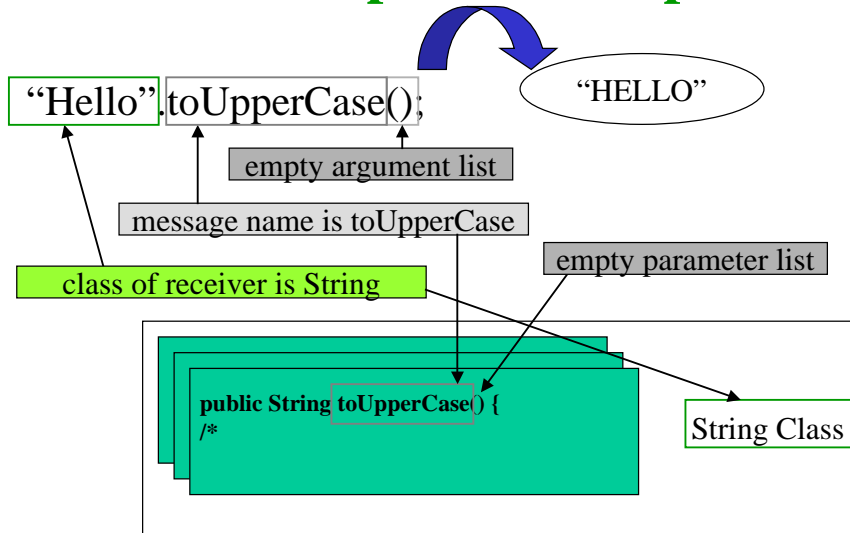 “Hello”.toUpperCase();
“HELLO”
empty argument list
message name is toUpperCase
empty parameter list
class of receiver is String
public String toUpperCase() {
/*
String Class